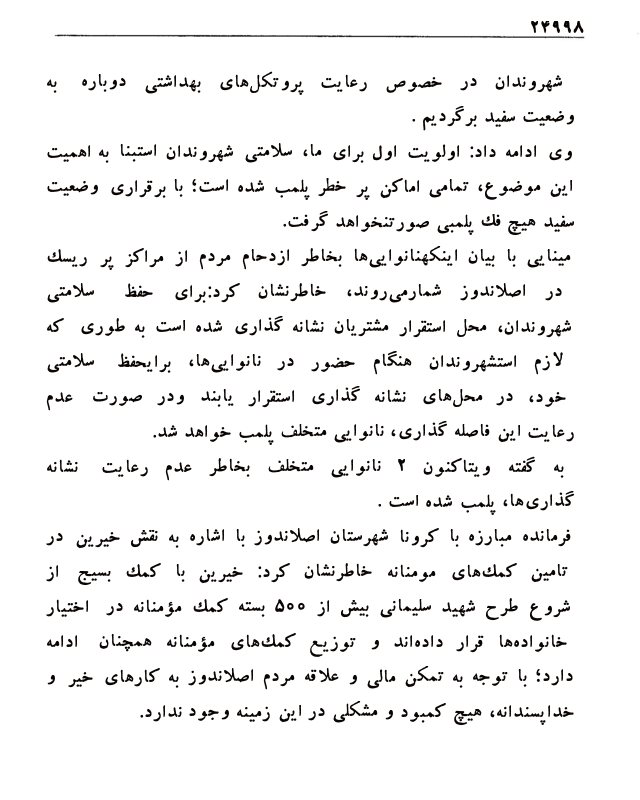 ۲۴۹۹۸
شهروندان در خصوص رعایت پروتکل‌های بهداشتی دوباره به
وضعیت سفید برگردیم .
وی ادامه داد: اولویت اول برای ما، سلامتی شهروندان استبنا به اهمیت
این موضوع، تمامی اماکن پر خطر پلمب شده است؛ با برقراری وضعیت
سفید هیچ فك پلمبی صورتنخواهد گرفت.
مینایی با بیان اینکهنانوایی‌ها بخاطر ازدحام مردم از مراکز پر ریسك
در اصلاندوز شمارمی‌روند، خاطرنشان کرد:برای حفظ سلامتی
شهروندان، محل استقرار مشتریان نشانه گذاری شده است به طوری که
لازم استشهروندان هنگام حضور در نانوایی‌ها، برایحفظ سلامتی
خود، در محل‌های نشانه گذاری استقرار یابند ودر صورت عدم
رعایت این فاصله گذاری، نانوایی متخلف پلمب خواهد شد.
به گفته ویتاکنون ۲ نانوایی متخلف بخاطر عدم رعایت نشانه
گذاری‌ها، پلمب شده است .
فرمانده مبارزه با کرونا شهرستان اصلاندوز با اشاره به نقش خیرین در
تامین کمك‌های مومنانه خاطرنشان کرد: خیرین با کمك بسیج از
شروع طرح شهید سلیمانی بیش از ۵۰۰ بسته کمك مؤمنانه در اختیار
خانواده‌ها قرار داده‌اند و توزیع کمك‌های مؤمنانه همچنان ادامه
دارد؛ با توجه به تمکن مالی و علاقه مردم اصلاندوز به کارهای خیر و
خداپسندانه، هیچ کمبود و مشکلی در این زمینه وجود ندارد.